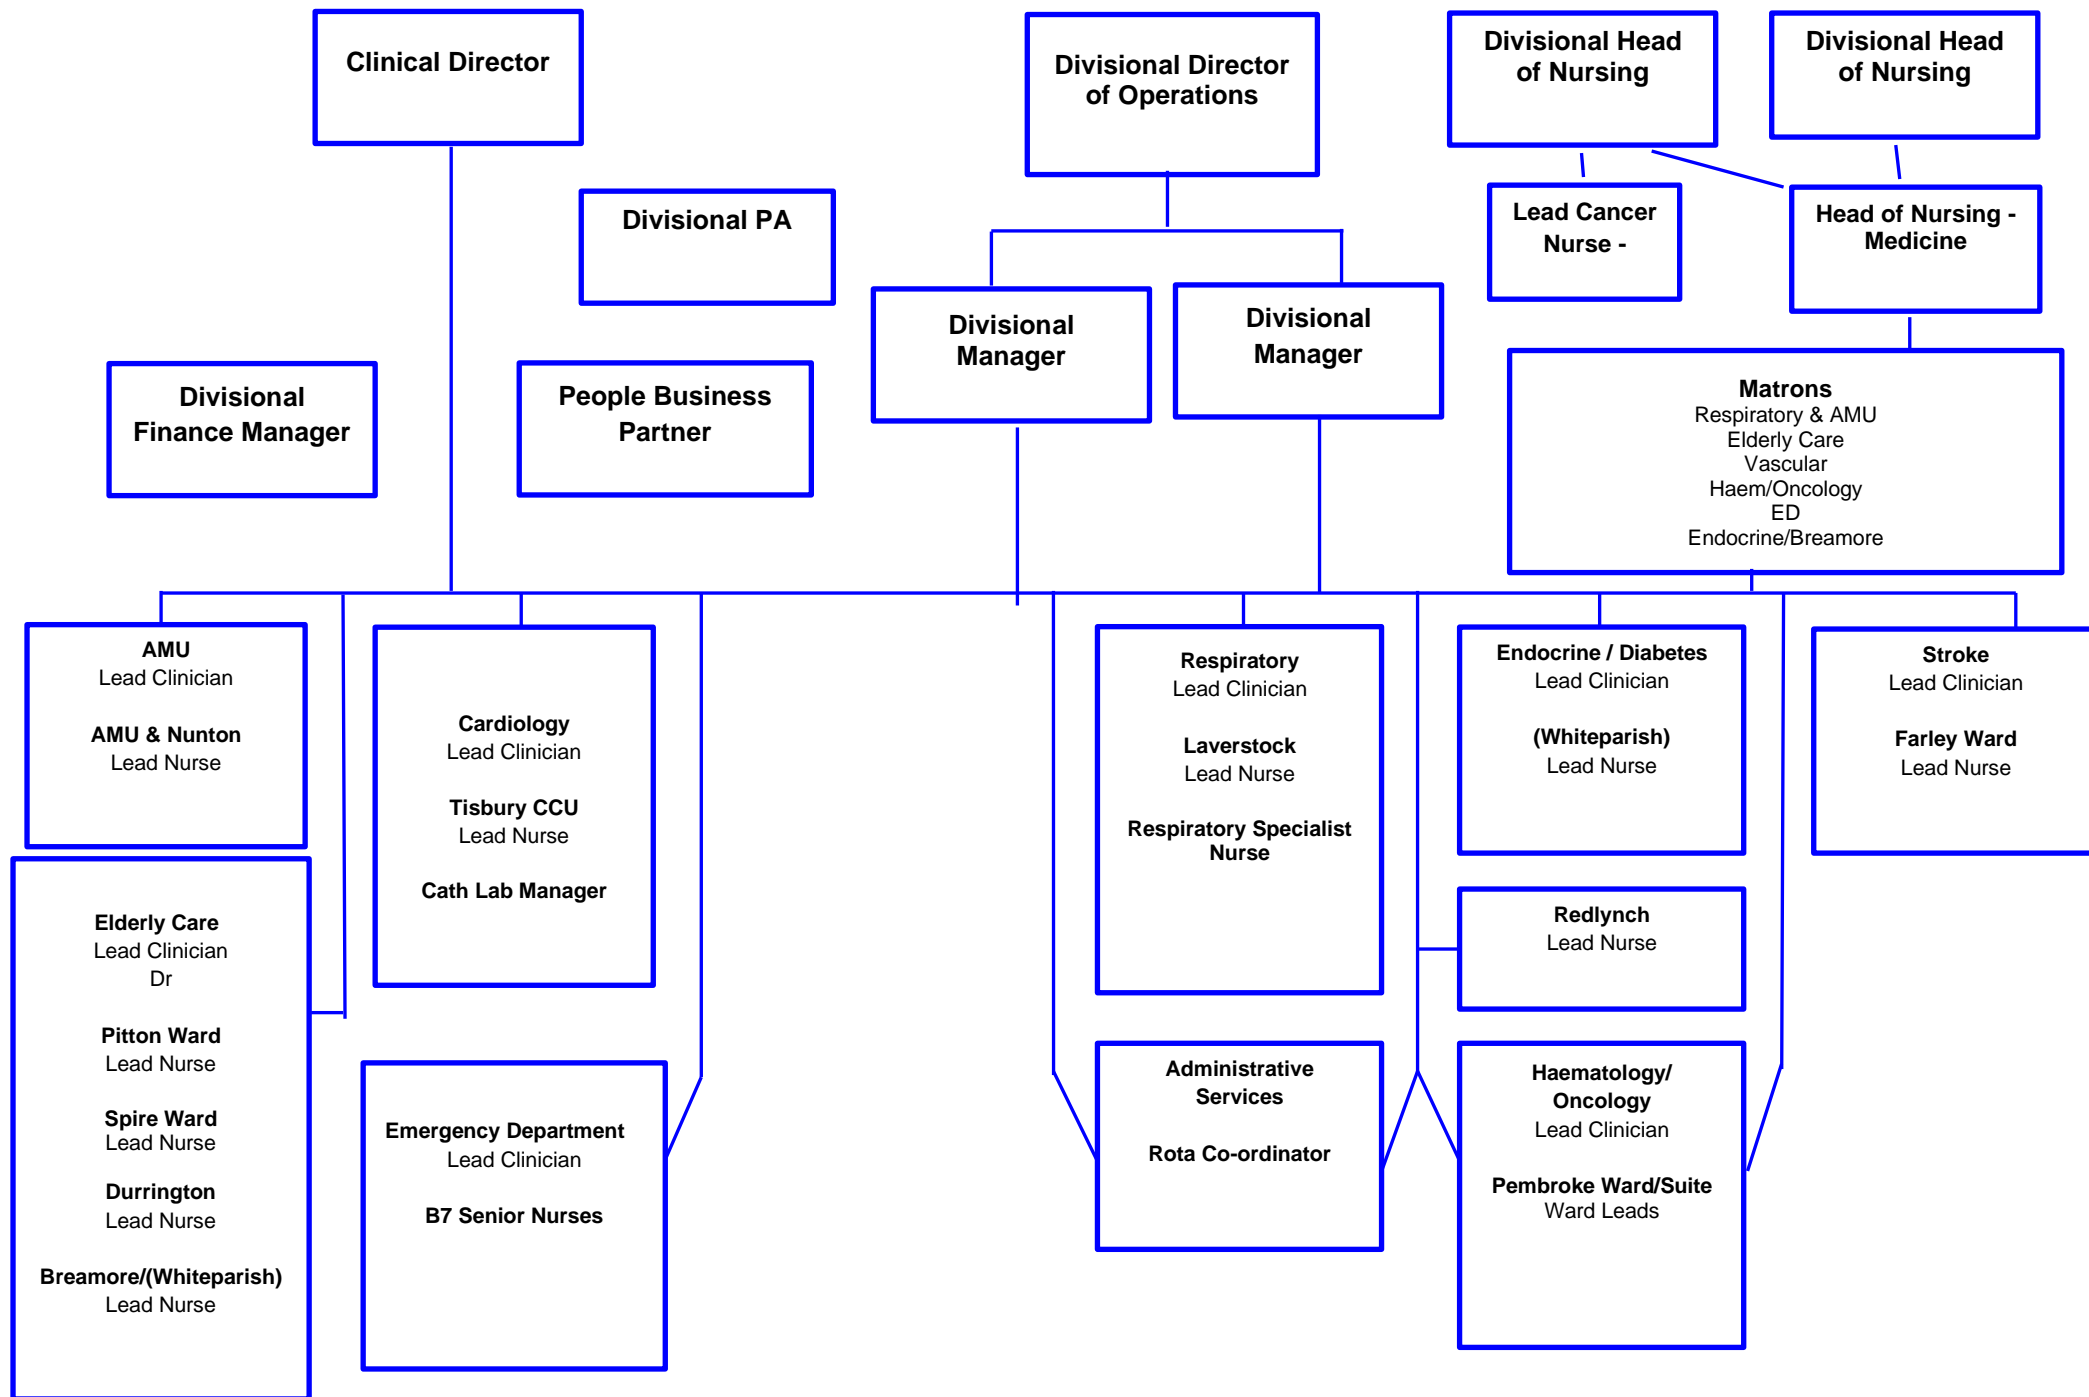 Clinical Director
Divisional Director
of Operations
Divisional Head
of Nursing
Divisional Head
of Nursing
Divisional PA
Lead Cancer
Nurse -
Head of Nursing -
Medicine
Divisional
Manager
Divisional
Manager
Divisional
Finance Manager
People Business
Partner
Matrons
Respiratory & AMU
Elderly Care
Vascular
Haem/Oncology
ED
Endocrine/Breamore
AMU
Lead Clinician
AMU & Nunton
Lead Nurse
Cardiology
Lead Clinician
Tisbury CCU
Lead Nurse
Cath Lab Manager
Respiratory
Lead Clinician
Laverstock
Lead Nurse
Respiratory Specialist
Nurse
Endocrine / Diabetes
Lead Clinician
(Whiteparish)
Lead Nurse
Stroke
Lead Clinician
Farley Ward
Lead Nurse
Elderly Care
Lead Clinician
Dr
Pitton Ward
Lead Nurse
Spire Ward
Lead Nurse
Durrington
Lead Nurse
Breamore/(Whiteparish)
Lead Nurse
Redlynch
Lead Nurse
Emergency Department
Lead Clinician
B7 Senior Nurses
Administrative
Services
Rota Co-ordinator
Haematology/
Oncology
Lead Clinician
Pembroke Ward/Suite
Ward Leads